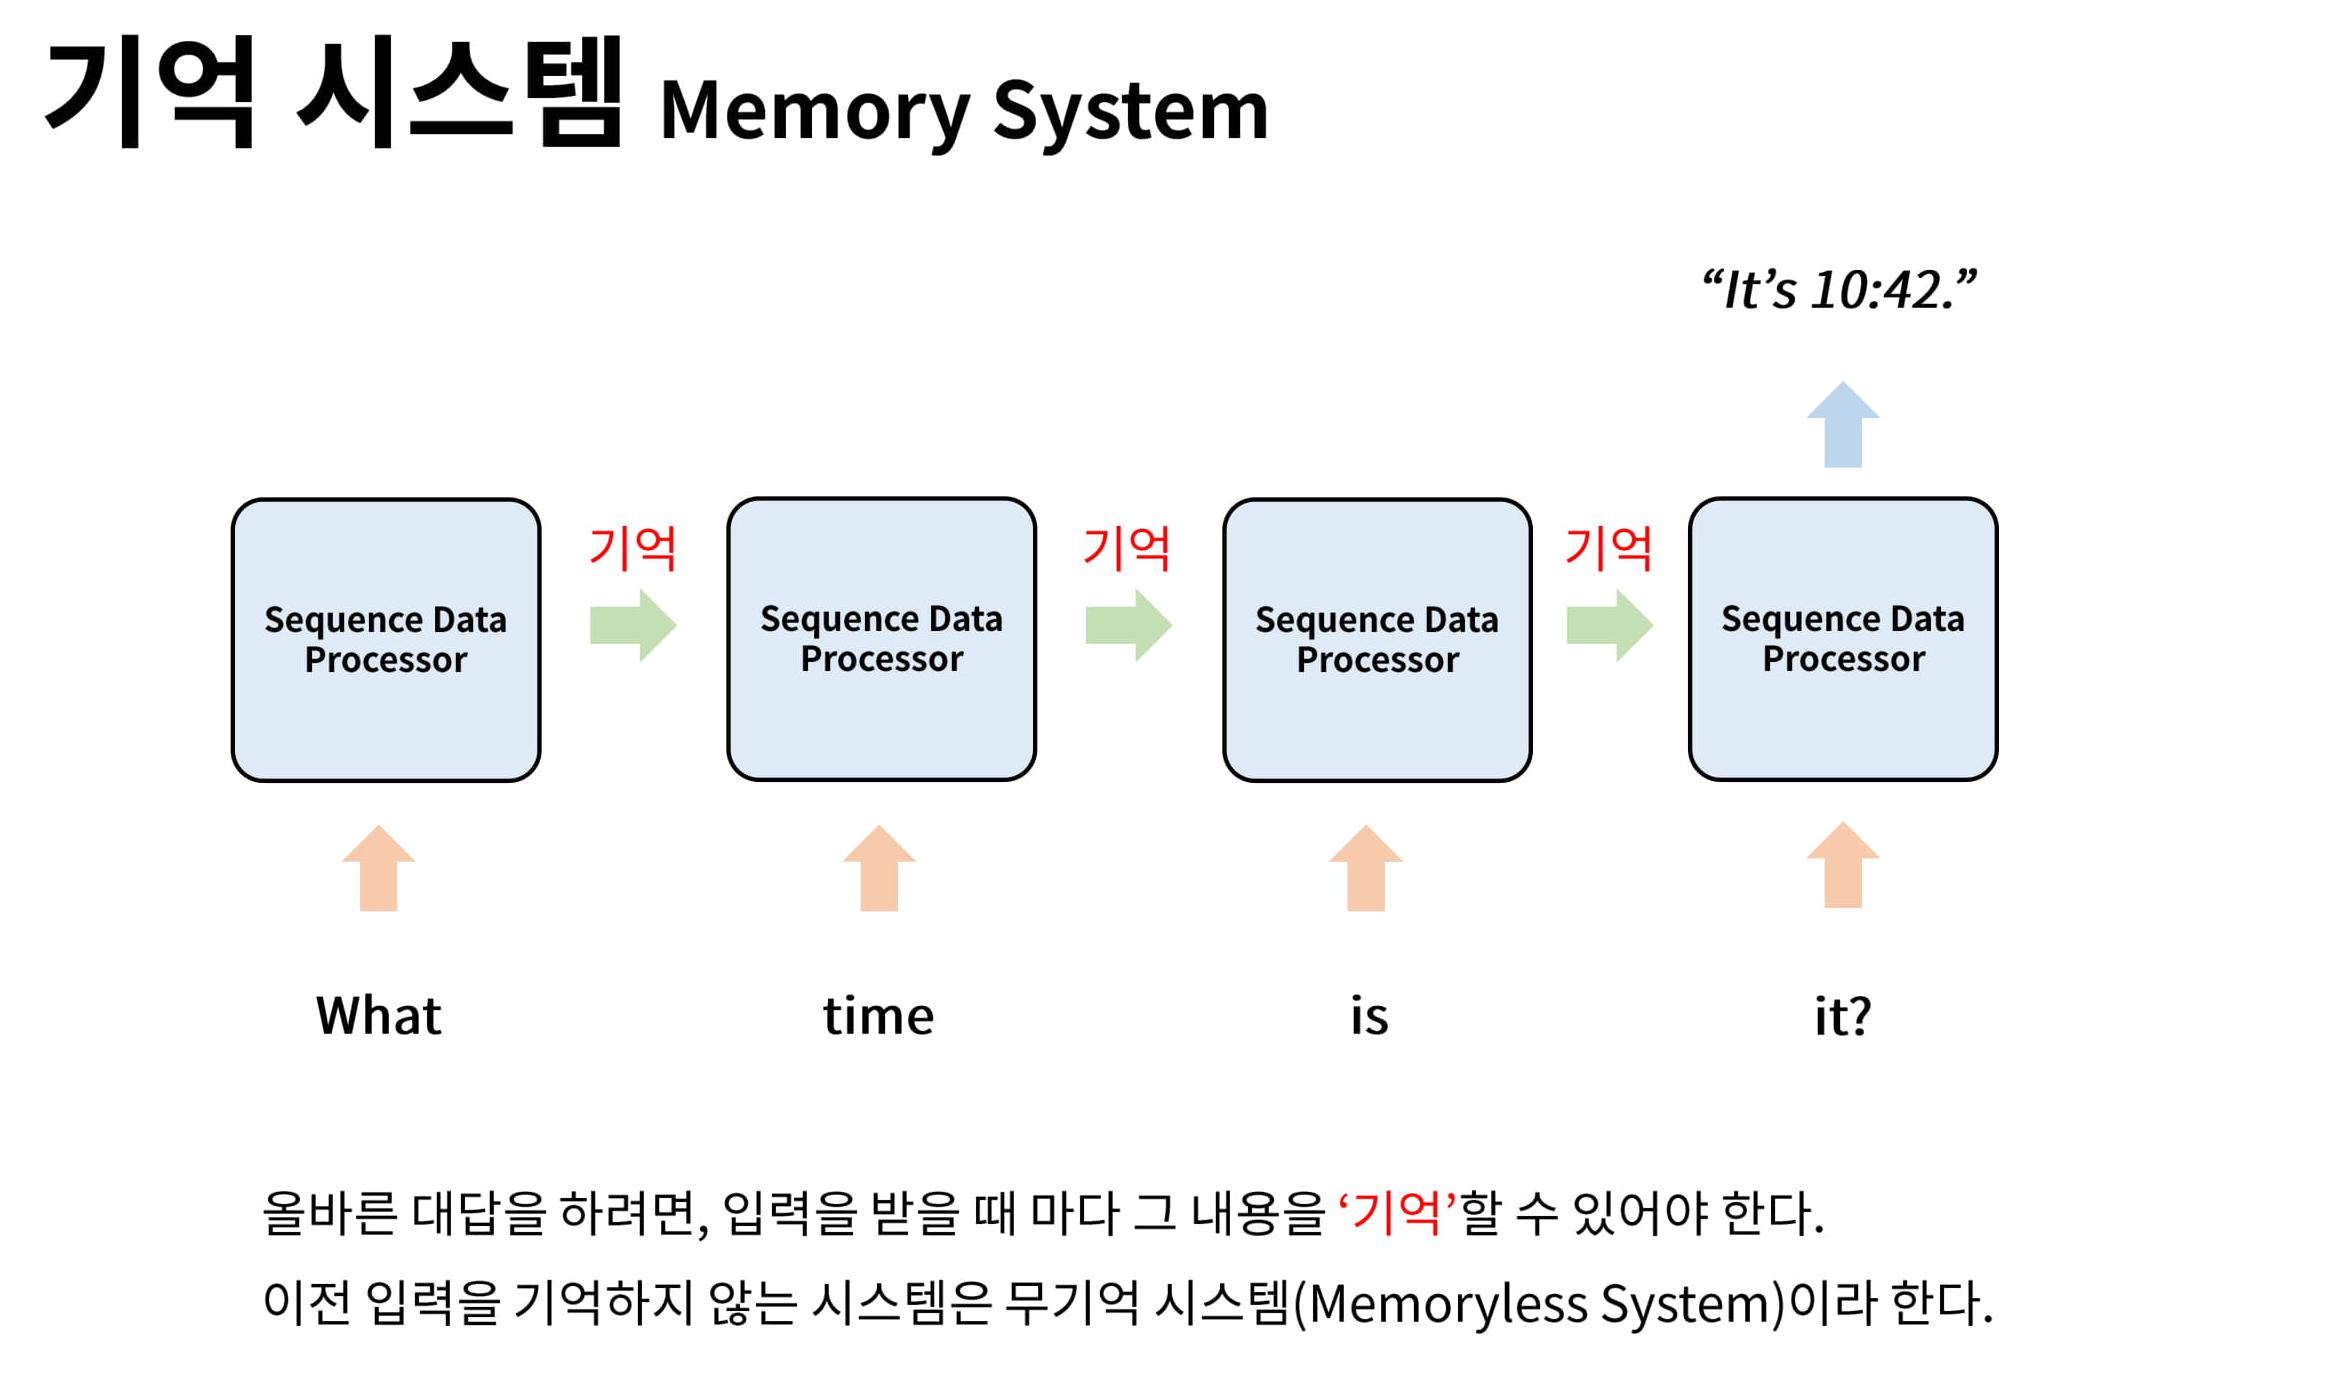 기억 시스템 Memory System
“It’s 10:42.”
기억 기억 기억
Sequence Data Processor
Sequence Data Processor
Sequence Data Processor
Sequence Data Processor
What time is it?
올바른 대답을 하려면, 입력을 받을 때 마다 그 내용을 ‘기억’할 수 있어야 한다.
이전 입력을 기억하지 않는 시스템은 무기억 시스템(Memoryless System)이라 한다.